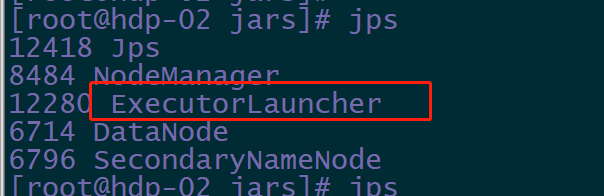 [root@hdp-02 jars]# jps
12418 Jps
8484 NodeManager
12280 ExecutorLauncher
6714 DataNode
6796 SecondaryNameNode
[root@hdp-02 jars]# jps